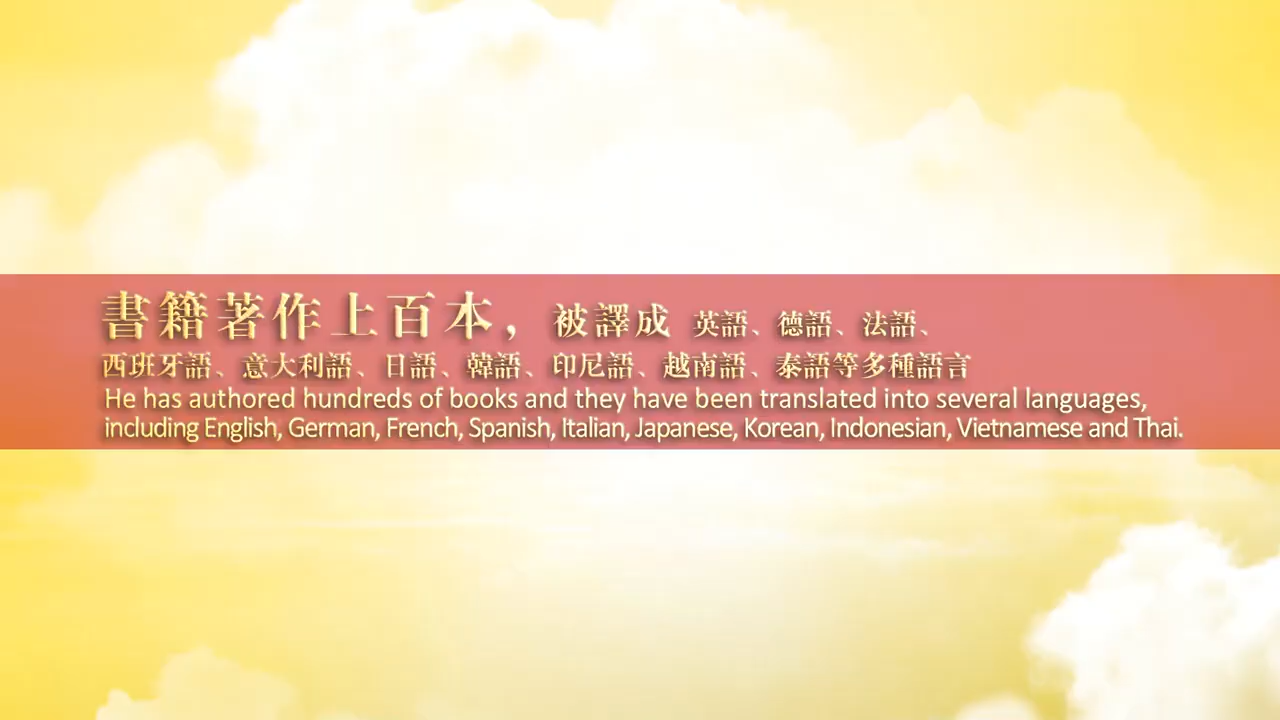 書籍著作上百本，被譯成 英語、德語、法語、
西班牙語、意大利語、日語、韓語、印尼語、越南語、泰語等多種語言
He has authored hundreds of books and they have been translated into several languages,
including English, German, French, Spanish, Italian, Japanese, Korean, Indonesian, Vietnamese and Thai.